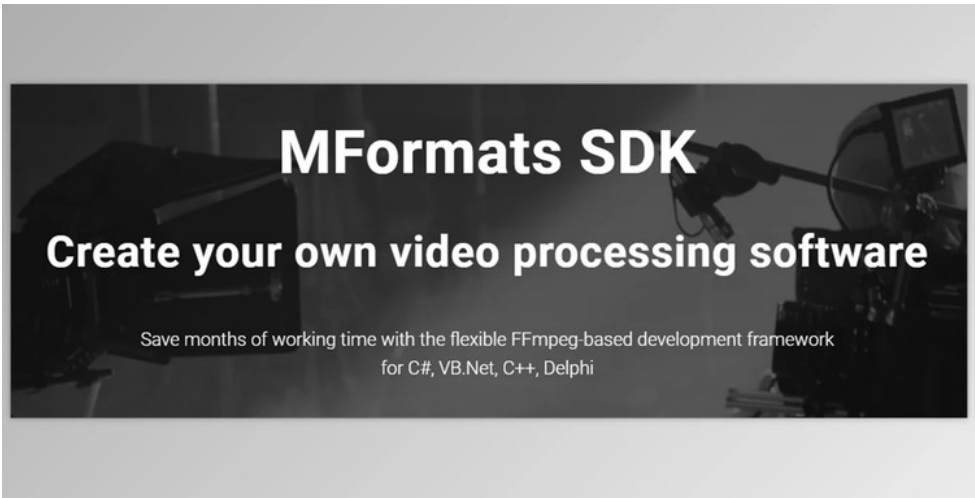 MFormats SDK
Create your own video processing software
Save months of working time with the flexible FFmpeg-based development framework
for C#, VB.Net, C++, Delphi